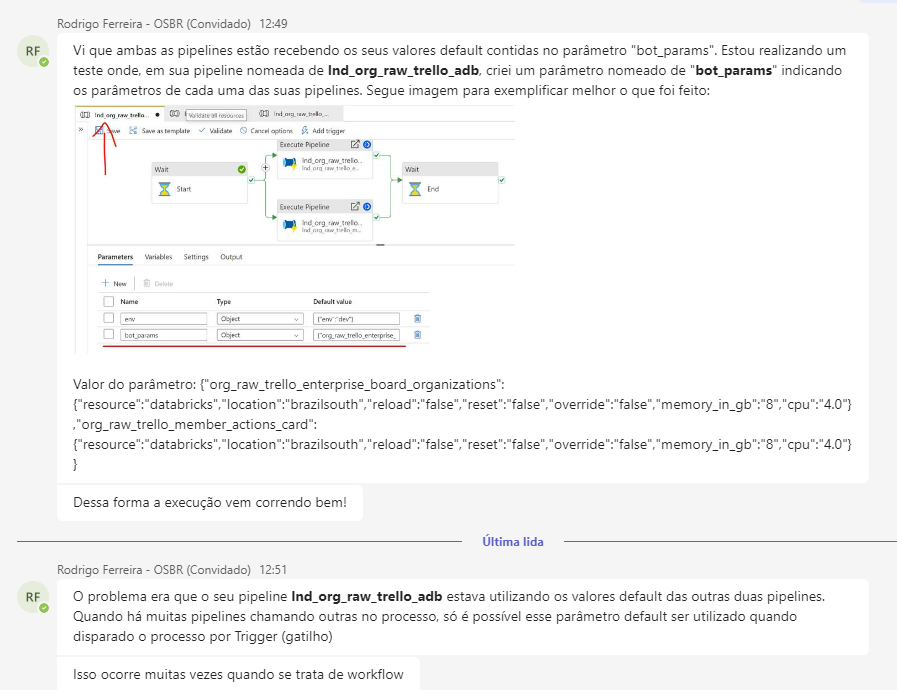 Rodrigo Ferreira - OSBR (Convidado) 12:49
RF
Vi que ambas as pipelines estão recebendo os seus valores default contidas no parâmetro "bot_params". Estou realizando um
teste onde, em sua pipeline nomeada de lnd_org_raw_trello_adb, criei um parâmetro nomeado de "bot_params" indicando
os parâmetros de cada uma das suas pipelines. Segue imagem para exemplificar melhor o que foi feito:
lnd_org_raw_trello... Validate all resources lnd_org_raw_trello_...
Save as template Validate Cancel options Add trigger
Execute Pipeline
Wait lnd_org_raw_trello... Wait
Start lnd_org_raw_trello_e... End
Execute Pipeline
lnd_org_raw_trello...
lnd_org_raw_trello_m...
Parameters Variables Settings Output
New Delete
Name Type Default value
env Object {"env":"dev"}
bot_params Object {"org_raw_trello_enterprise_
Valor do parâmetro: {"org_raw_trello_enterprise_board_organizations":
{"resource":"databricks","location":"brazilsouth","reload":"false","reset":"false","override":"false","memory_in_gb":"8","cpu":"4.0"}
,"org_raw_trello_member_actions_card":
{"resource":"databricks","location":"brazilsouth","reload":"false","reset":"false","override":"false","memory_in_gb":"8","cpu":"4.0"}
}
Dessa forma a execução vem correndo bem!
Última lida
Rodrigo Ferreira - OSBR (Convidado) 12:51
RF
O problema era que o seu pipeline lnd_org_raw_trello_adb estava utilizando os valores default das outras duas pipelines.
Quando há muitas pipelines chamando outras no processo, só é possível esse parâmetro default ser utilizado quando
disparado o processo por Trigger (gatilho)
Isso ocorre muitas vezes quando se trata de workflow